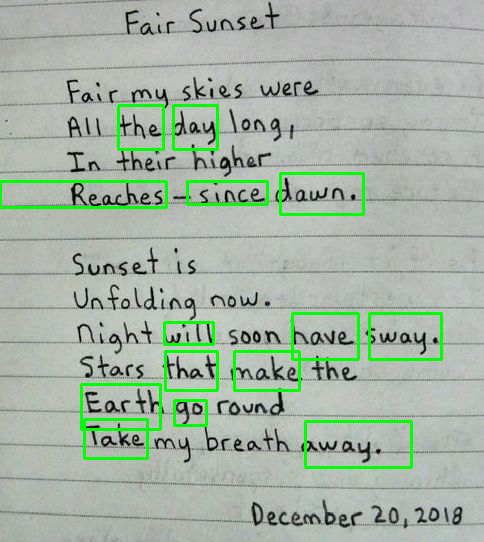 Fair Sunset
Fair my skies were
All the day long,
In their higher
Reaches - since dawn.
Sunset is
Unfolding now.
Night will soon have sway.
Stars that make the
Earth go round
Take my breath away.
December 20, 2018